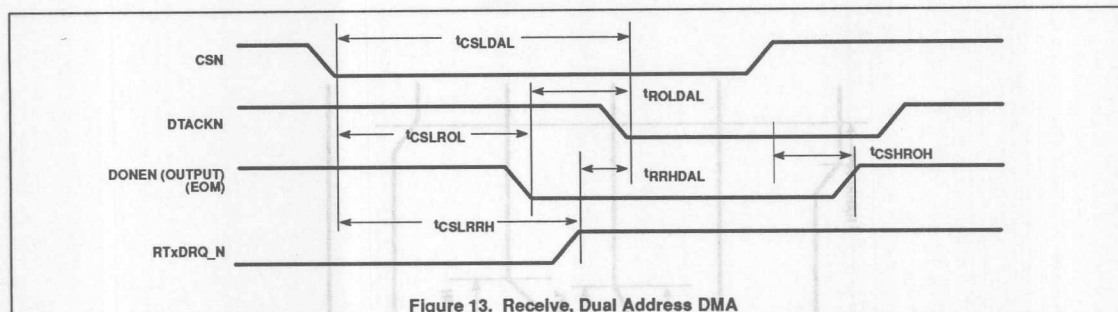 tCSLDAL
CSN
tROLDAL
DTACKN
tCSLROL
tCSHROH
DONEN (OUTPUT)
(EOM)
tRRHDAL
tCSLRRH
RTxDRQ_N
Figure 13. Receive, Dual Address DMA